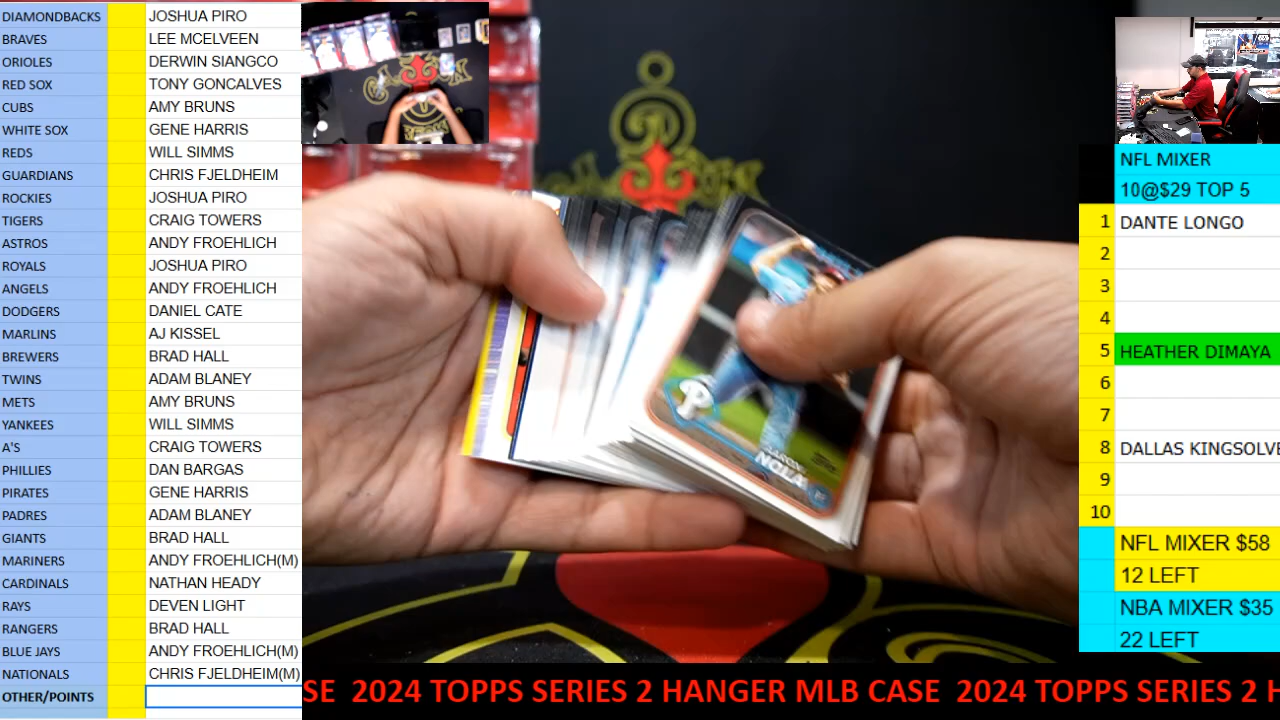 DIAMONDBACKS JOSHUA PIRO
BRAVES LEE MCELVEEN
ORIOLES DERWIN SIANGCO
RED SOX TONY GONCALVES
CUBS AMY BRUNS
WHITE SOX GENE HARRIS
REDS WILL SIMMS
GUARDIANS CHRIS FJELDHEIM
ROCKIES JOSHUA PIRO
TIGERS CRAIG TOWERS
ASTROS ANDY FROEHLICH
ROYALS JOSHUA PIRO
ANGELS ANDY FROEHLICH
DODGERS DANIEL CATE
MARLINS AJ KISSEL
BREWERS BRAD HALL
TWINS ADAM BLANEY
METS AMY BRUNS
YANKEES WILL SIMMS
A'S CRAIG TOWERS
PHILLIES DAN BARGAS
PIRATES GENE HARRIS
PADRES ADAM BLANEY
GIANTS BRAD HALL
MARINERS ANDY FROEHLICH(M)
CARDINALS NATHAN HEADY
RAYS DEVEN LIGHT
RANGERS BRAD HALL
BLUE JAYS ANDY FROEHLICH(M)
NATIONALS CHRIS FJELDHEIM(M)
OTHER/POINTS
NOLA
NFL MIXER
10@$29 TOP 5
1 DANTE LONGO
2
3
4
5 HEATHER DIMAYA
6
7
8 DALLAS KINGSOLVE
9
10
NFL MIXER $58
12 LEFT
NBA MIXER $35
22 LEFT
SE 2024 TOPPS SERIES 2 HANGER MLB CASE 2024 TOPPS SERIES 2 H